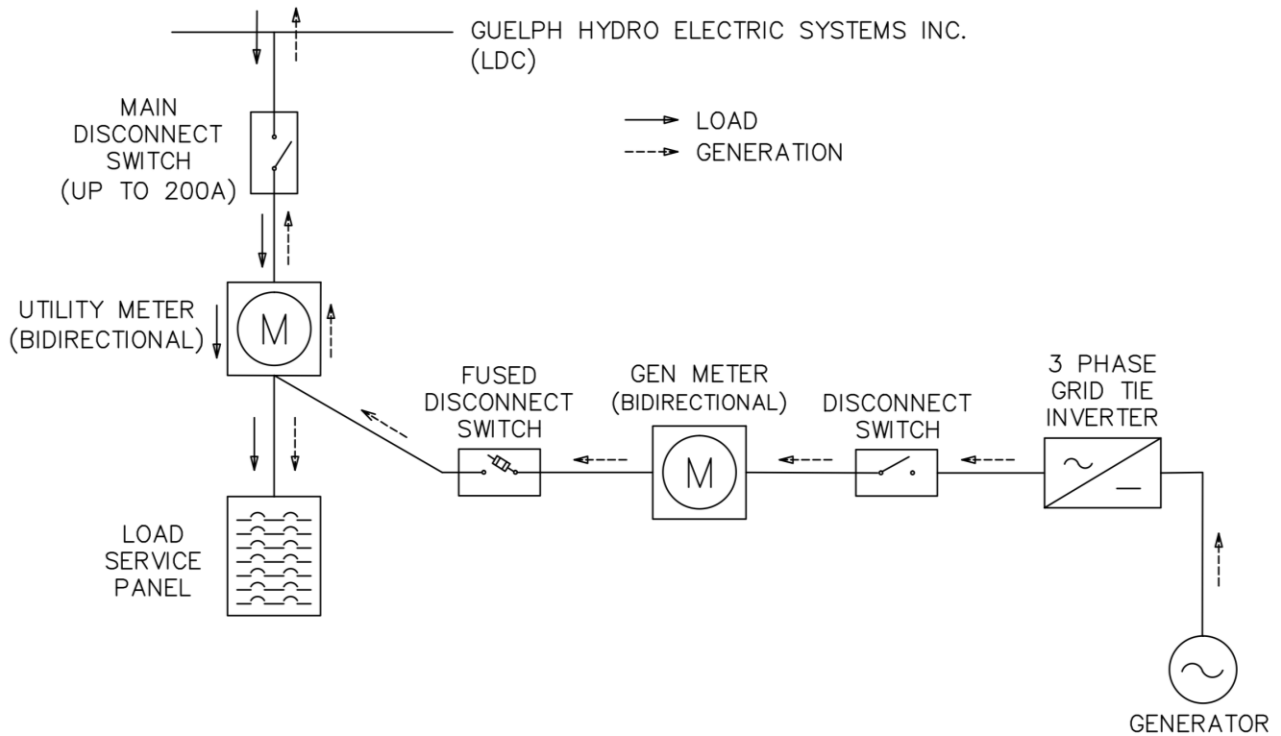 GUELPH HYDRO ELECTRIC SYSTEMS INC.
(LDC)
MAIN
DISCONNECT
SWITCH
(UP TO 200A)
LOAD
GENERATION
UTILITY METER
(BIDIRECTIONAL)
M
FUSED
DISCONNECT
SWITCH
GEN METER
(BIDIRECTIONAL)
M
DISCONNECT
SWITCH
3 PHASE
GRID TIE
INVERTER
LOAD
SERVICE
PANEL
GENERATOR